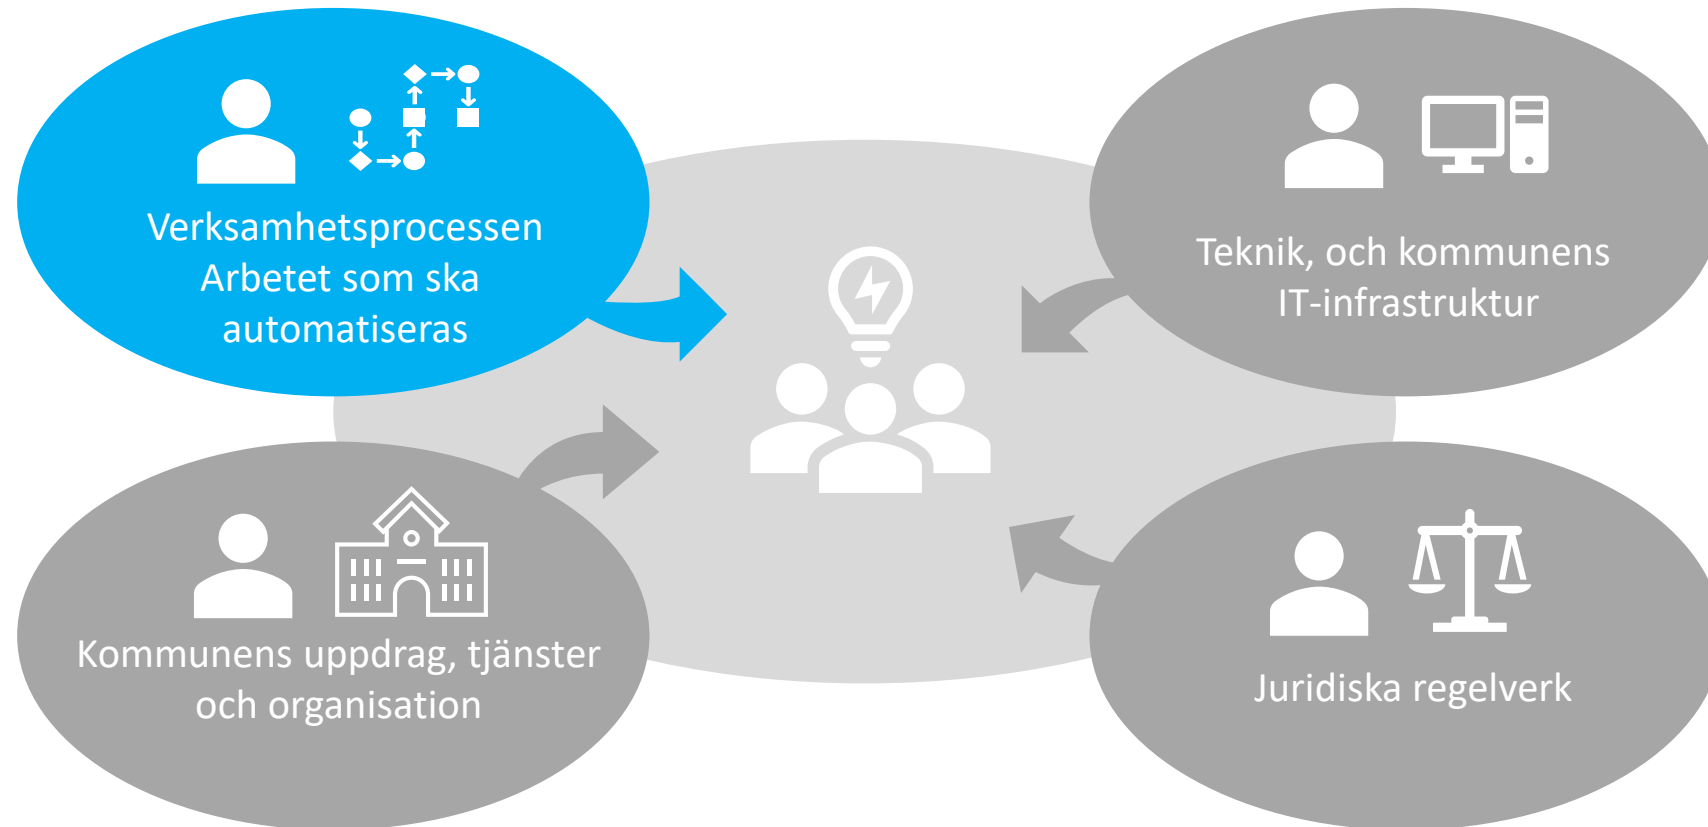 Verksamhetsprocessen
Arbetet som ska
automatiseras
Teknik, och kommunens
IT-infrastruktur
Kommunens uppdrag, tjänster
och organisation
Juridiska regelverk